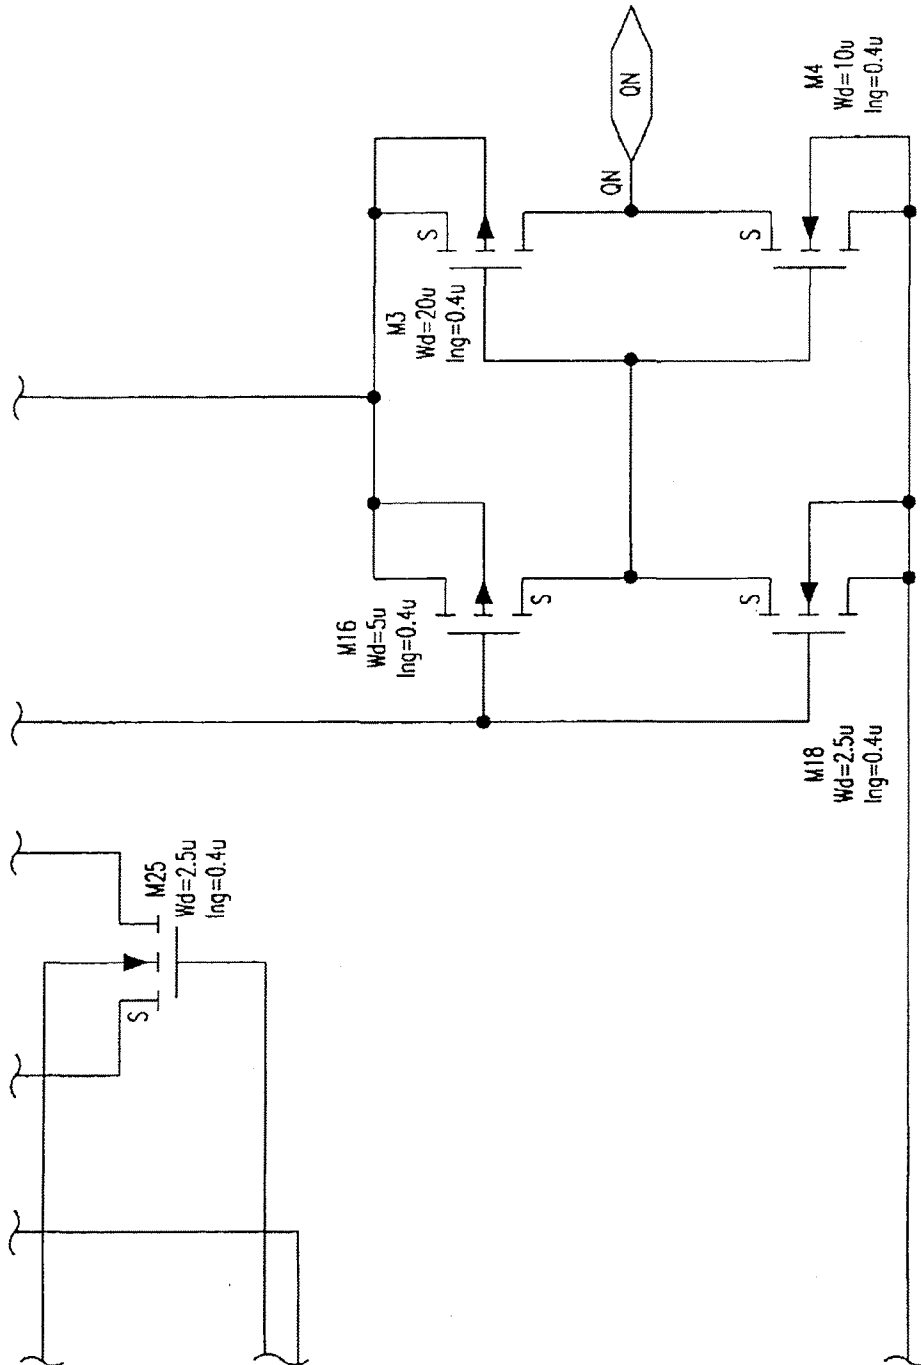 QN
QN
M4
Wd=10u
lng=0.4u
S
S
M3
Wd=20u
lng=0.4u
M16
Wd=5u
lng=0.4u
S
S
M18
Wd=2.5u
lng=0.4u
M25
Wd=2.5u
lng=0.4u
S